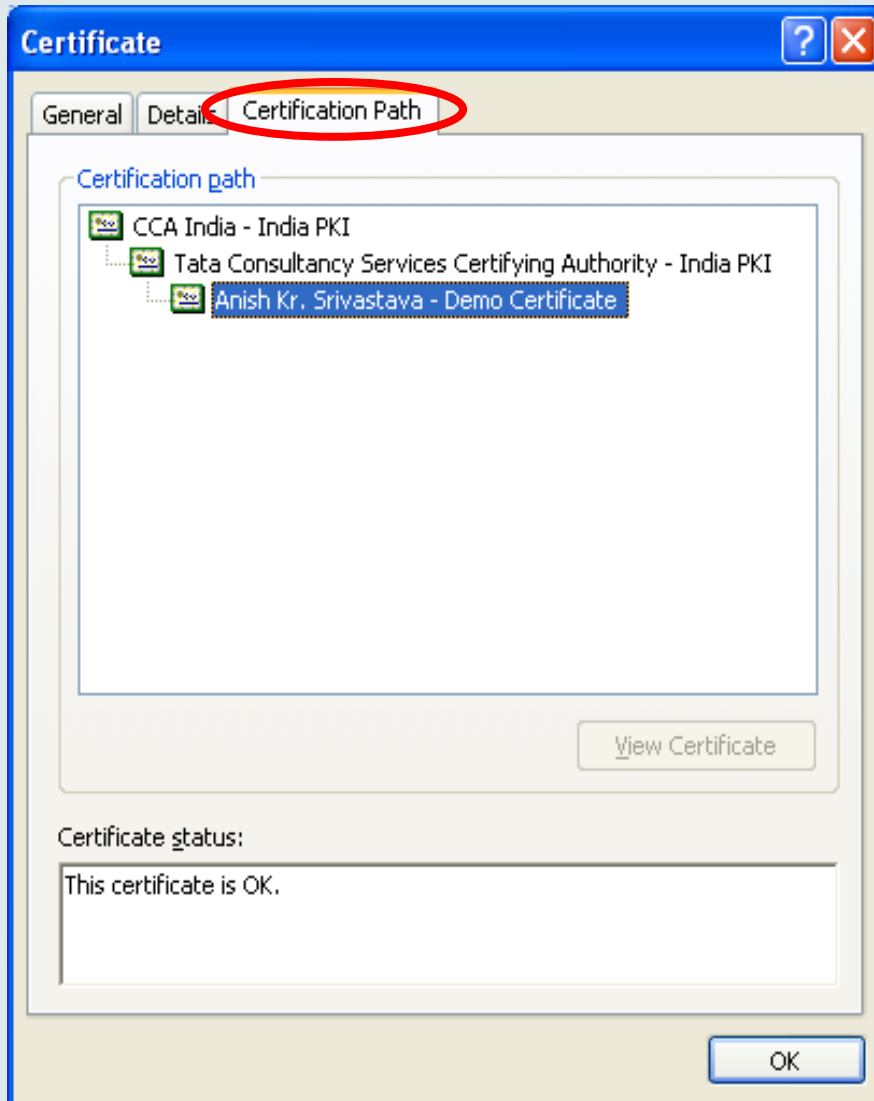 Certificate
General Details Certification Path
Certification path
CCA India - India PKI
Tata Consultancy Services Certifying Authority - India PKI
Anish Kr. Srivastava - Demo Certificate
View Certificate
Certificate status:
This certificate is OK.
OK